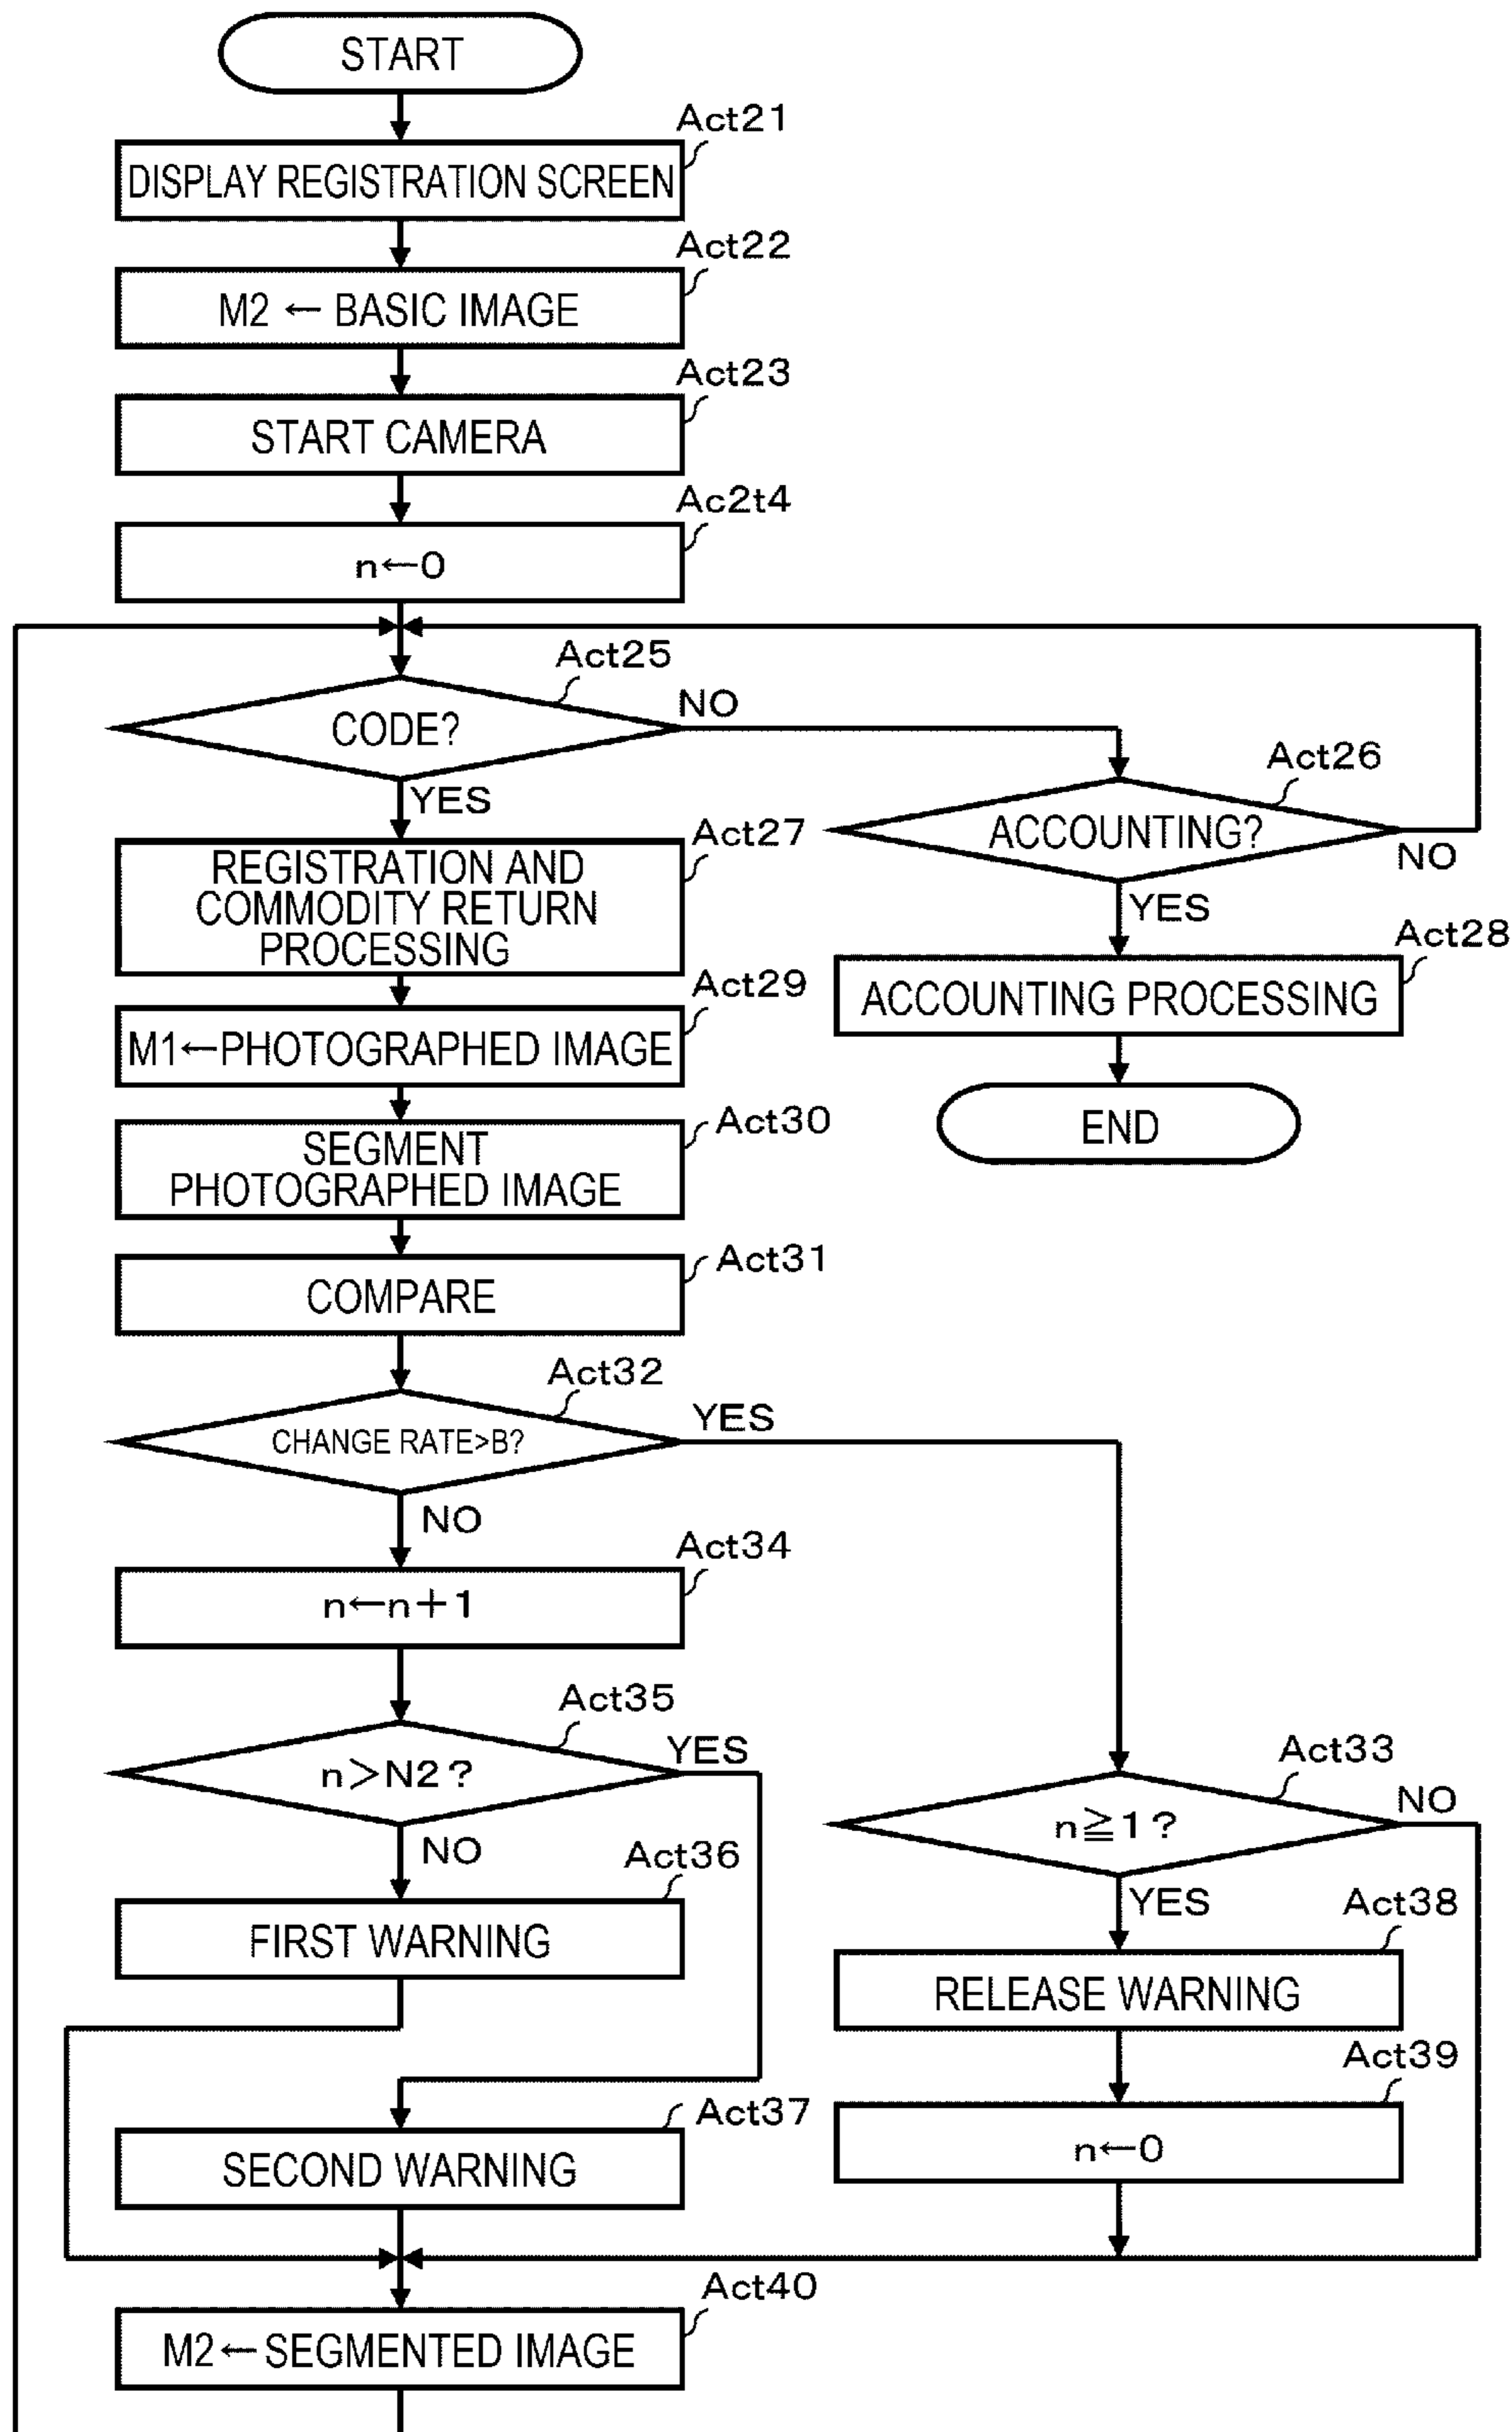 START
Act21
DISPLAY REGISTRATION SCREEN
Act22
M2 ← BASIC IMAGE
Act23
START CAMERA
Ac2t4
n←0
Act25
CODE?
NO
YES
Act26
ACCOUNTING?
NO
YES
Act27
REGISTRATION AND
COMMODITY RETURN
PROCESSING
Act28
ACCOUNTING PROCESSING
END
Act29
M1←PHOTOGRAPHED IMAGE
Act30
SEGMENT
PHOTOGRAPHED IMAGE
Act31
COMPARE
Act32
CHANGE RATE>B?
YES
NO
Act34
n←n+1
Act35
n>N2?
YES
NO
Act33
n≧1?
NO
YES
Act36
FIRST WARNING
Act38
RELEASE WARNING
Act39
n←0
Act37
SECOND WARNING
Act40
M2←SEGMENTED IMAGE